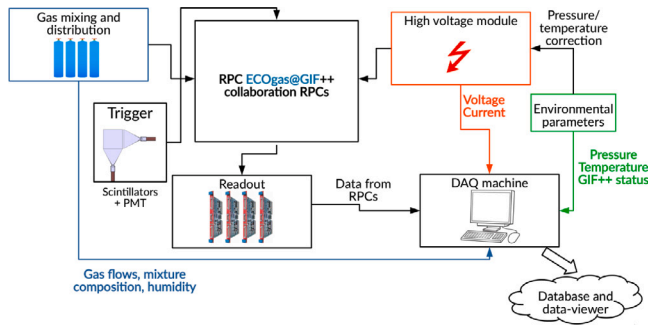 Gas mixing and
distribution
RPC ECOgas@GIF++
collaboration RPCs
High voltage module
Pressure/
temperature
correction
Trigger
Scintillators
+ PMT
Voltage
Current
Environmental
parameters
Pressure
Temperature
GIF++ status
Readout
Data from
RPCs
DAQ machine
Gas flows, mixture
composition, humidity
Database and
data-viewer